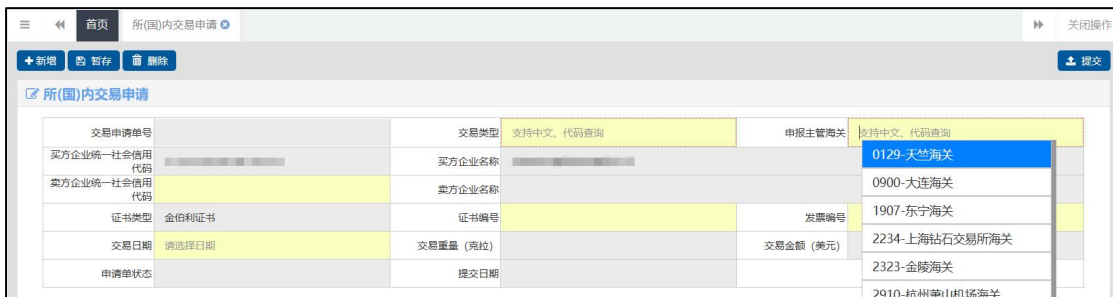 首页 所(国)内交易申请 关闭操作
新增 暂存 删除 提交
所(国)内交易申请
交易申请单号 交易类型 支持中文、代码查询 申报主管海关 支持中文、代码查询
买方企业统一社会信用代码 买方企业名称
0129-天竺海关
卖方企业统一社会信用代码 卖方企业名称
0900-大连海关
证书类型 金伯利证书 证书编号 发票编号
1907-东宁海关
交易日期 请选择日期 交易重量（克拉） 交易金额（美元）
2234-上海钻石交易所海关
申请单状态 提交日期
2323-金陵海关
2910-杭州萧山机场海关